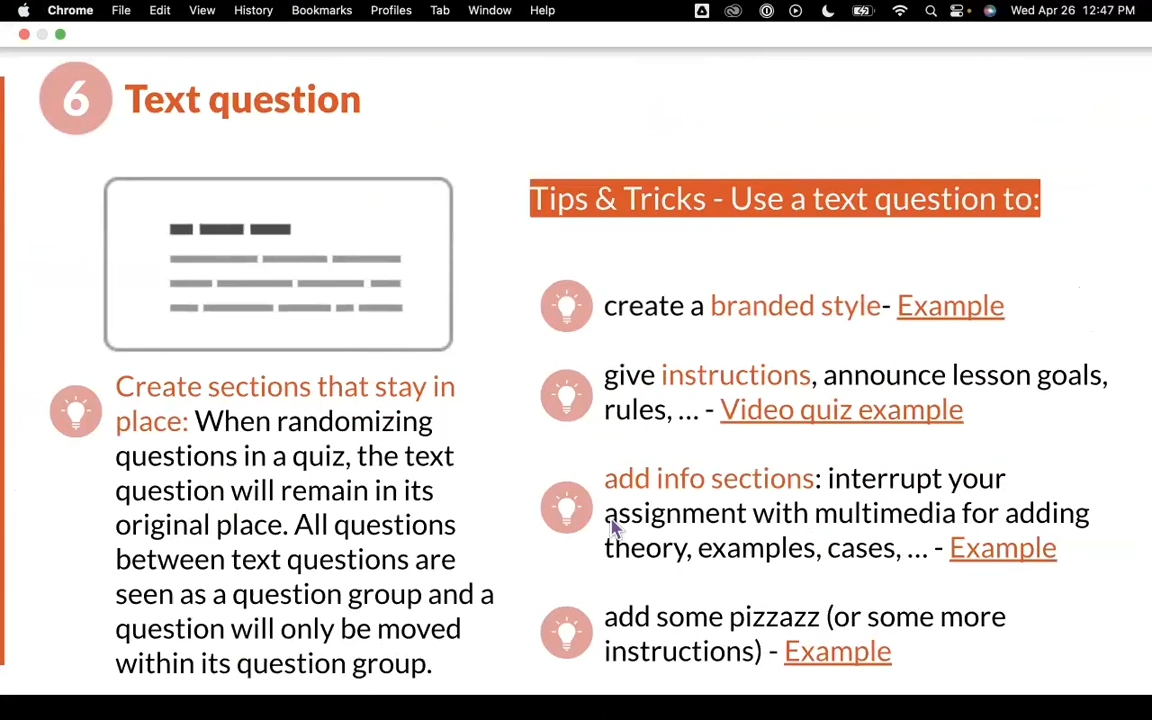 Chrome File Edit View History Bookmarks Profiles Tab Window Help Wed Apr 26 12:47 PM
6 Text question
Create sections that stay in
place: When randomizing
questions in a quiz, the text
question will remain in its
original place. All questions
between text questions are
seen as a question group and a
question will only be moved
within its question group.
Tips & Tricks - Use a text question to:
create a branded style- Example
give instructions, announce lesson goals,
rules, ... - Video quiz example
add info sections: interrupt your
assignment with multimedia for adding
theory, examples, cases, ... - Example
add some pizzazz (or some more
instructions) - Example